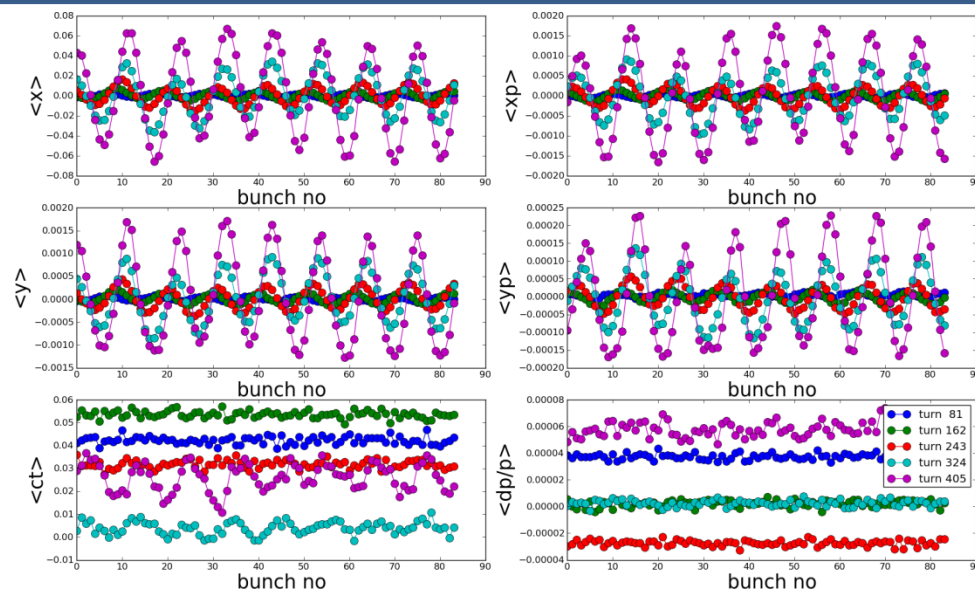 0.08
0.06
0.04
0.02
0.00
−0.02
−0.04
−0.06
−0.08
<x>
0 10 20 30 40 50 60 70 80 90
bunch no
0.0020
0.0015
0.0010
0.0005
0.0000
−0.0005
−0.0010
−0.0015
−0.0020
<xp>
0 10 20 30 40 50 60 70 80 90
bunch no
0.0020
0.0015
0.0010
0.0005
0.0000
−0.0005
−0.0010
−0.0015
<y>
0 10 20 30 40 50 60 70 80 90
bunch no
0.00025
0.00020
0.00015
0.00010
0.00005
0.00000
−0.00005
−0.00010
−0.00015
−0.00020
<yp>
0 10 20 30 40 50 60 70 80 90
bunch no
0.06
0.05
0.04
0.03
0.02
0.01
0.00
−0.01
<ct>
0 10 20 30 40 50 60 70 80 90
bunch no
0.00008
0.00006
0.00004
0.00002
0.00000
−0.00002
−0.00004
<dp/p>
turn 81
turn 162
turn 243
turn 324
turn 405
0 10 20 30 40 50 60 70 80 90
bunch no